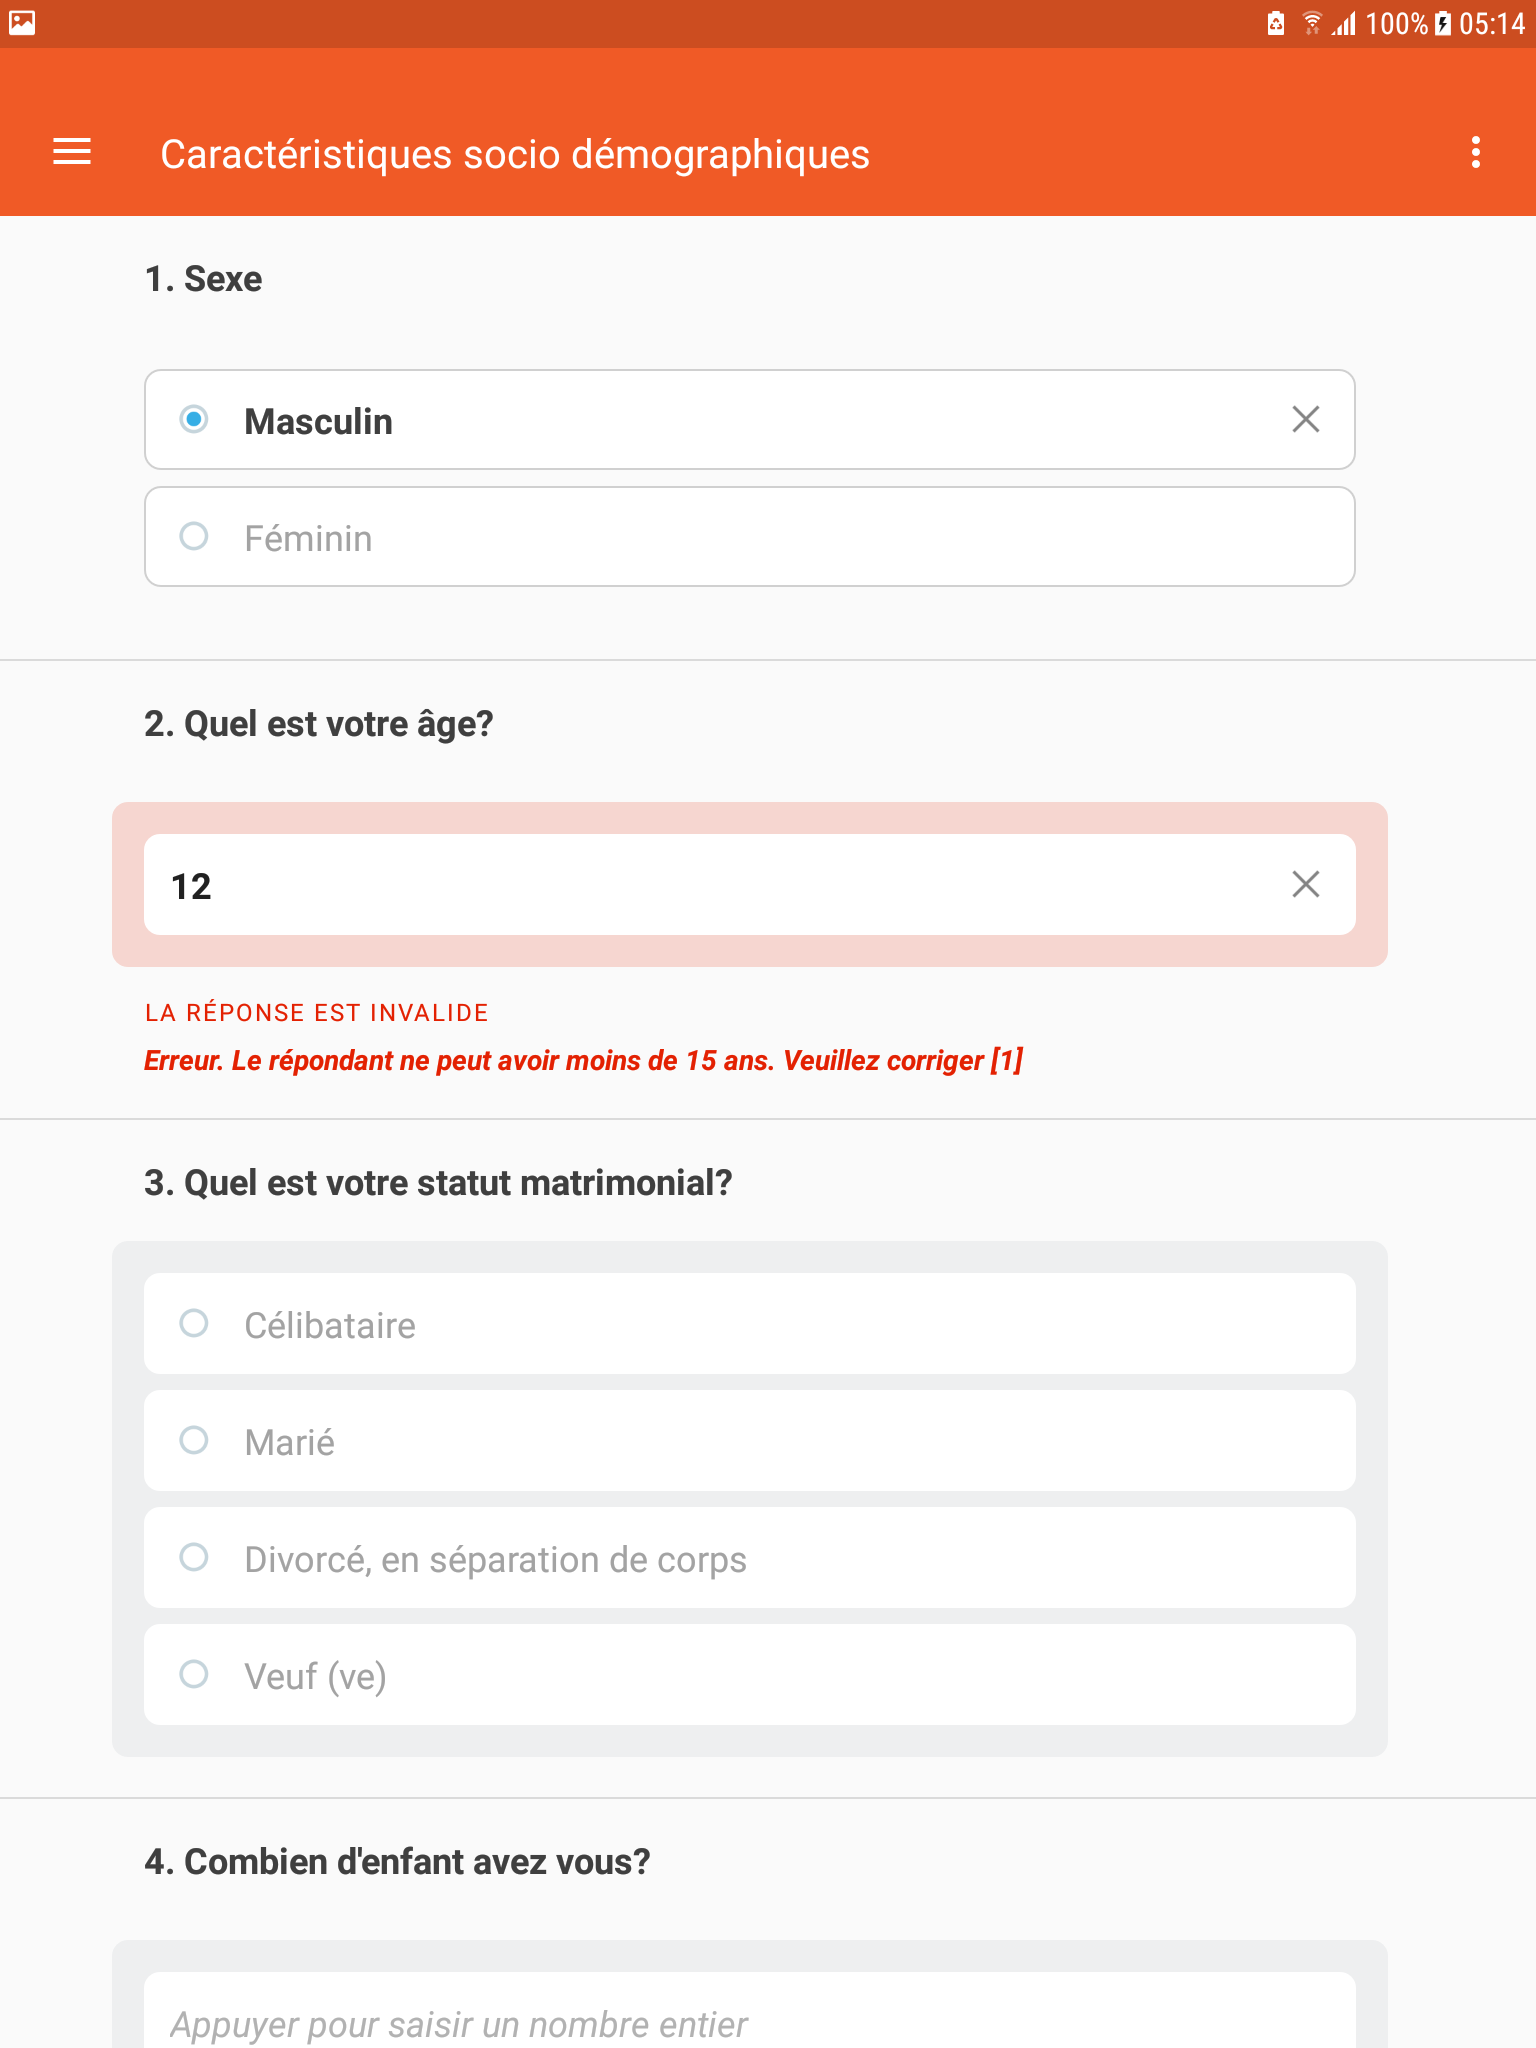 100% 05:14
Caractéristiques socio démographiques
1. Sexe
Masculin
Féminin
2. Quel est votre âge?
12
LA RÉPONSE EST INVALIDE
Erreur. Le répondant ne peut avoir moins de 15 ans. Veuillez corriger [1]
3. Quel est votre statut matrimonial?
Célibataire
Marié
Divorcé, en séparation de corps
Veuf (ve)
4. Combien d'enfant avez vous?
Appuyer pour saisir un nombre entier